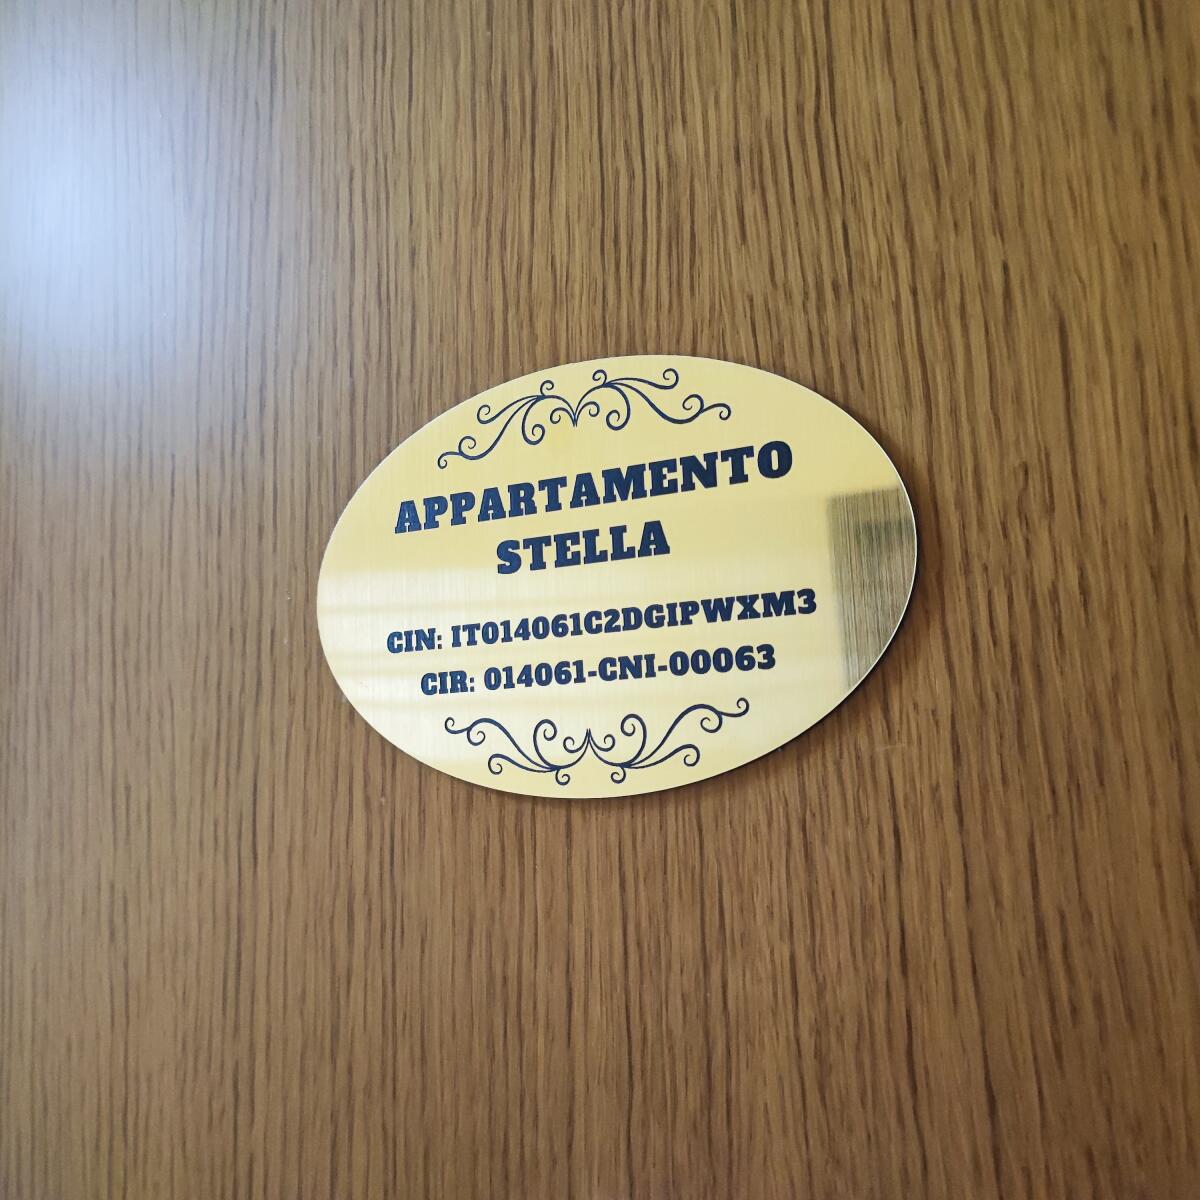 APPARTAMENTO
STELLA
CIN: IT014061C2DGIPWXM3
CIR: 014061-CNI-00063